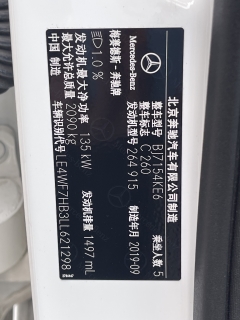 Mercedes-Benz
梅赛德斯-奔驰牌
北京奔驰汽车有限公司制造
整车型号 BJ7154KE6
整车标志 C 260
乘坐人数 5
发动机型号 264 915
制造年月 2019-09
1.0%
发动机最大净功率 135 kW
发动机排量 1497 mL
最大允许总质量 2090 kg
车辆识别代号 LE4WF7HB3LL621298
中国 制造